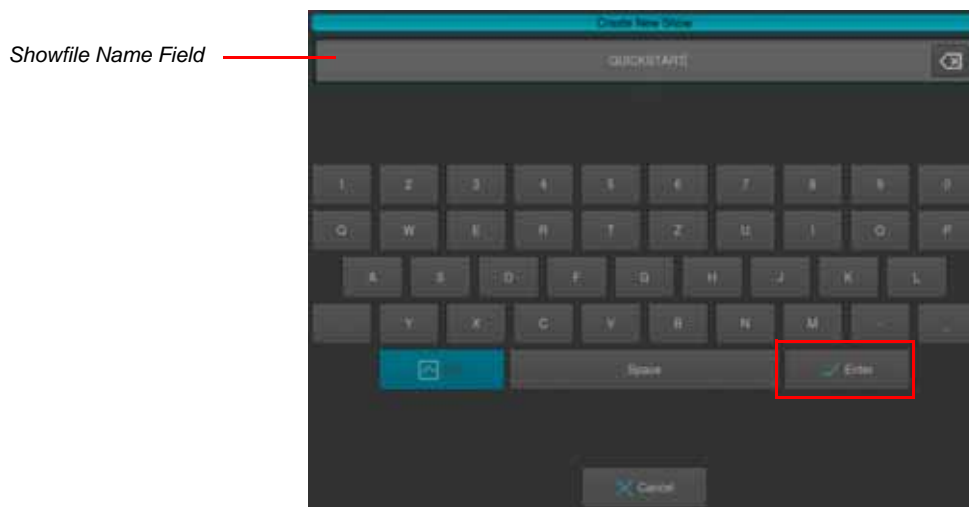 Create New Show
Showfile Name Field
QUICKSTART
1 2 3 4 5 6 7 8 9 0
Q W E R T Z U I O P
A S D F G H J K L
Y X C V B N M - _
Space Enter
Cancel